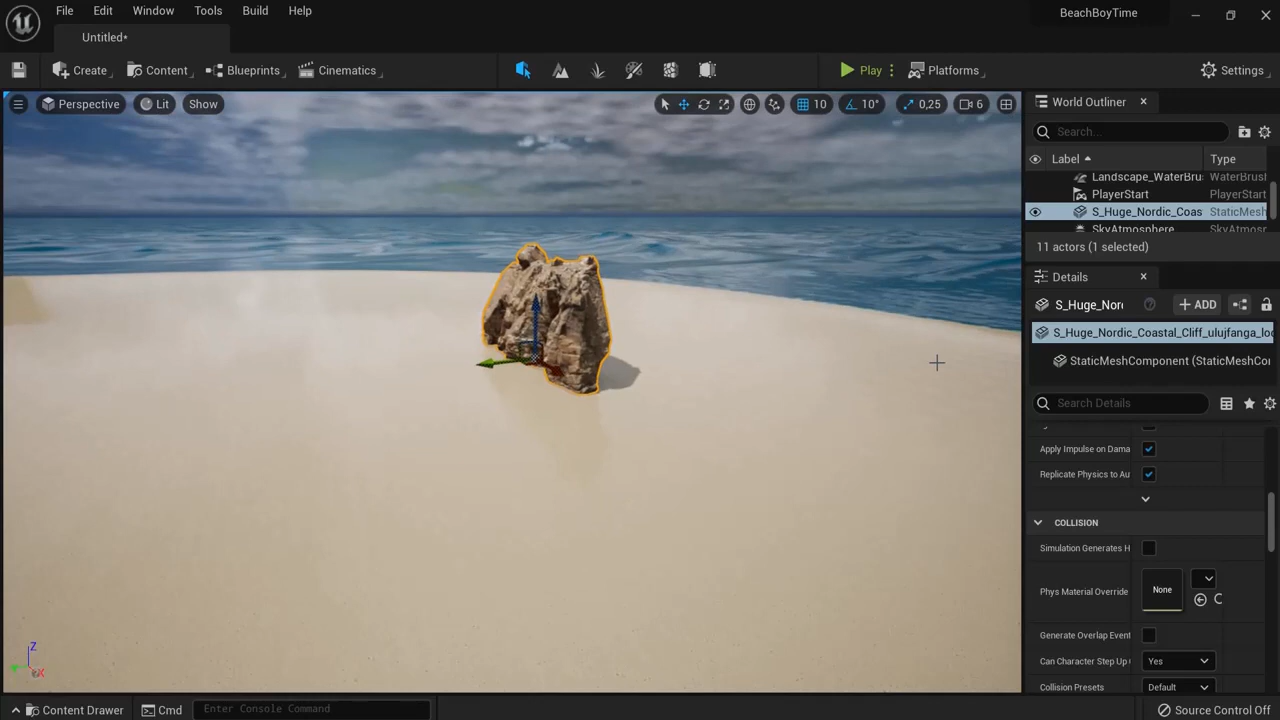 File Edit Window Tools Build Help
BeachBoyTime
Untitled*
Create Content Blueprints Cinematics Play Platforms Settings
Perspective Lit Show 10 10° 0,25 6
World Outliner
Search...
Label Type
Landscape_WaterBru WaterBrush
PlayerStart PlayerStart
S_Huge_Nordic_Coas StaticMesh
SkyAtmosphere SkyAtmosp
11 actors (1 selected)
Details
S_Huge_Nor ADD
S_Huge_Nordic_Coastal_Cliff_ulujfanga_lod
StaticMeshComponent (StaticMeshCo
Search Details
Apply Impulse on Dama
Replicate Physics to Au
COLLISION
Simulation Generates H
Phys Material Override None
Generate Overlap Event
Can Character Step Up Yes
Collision Presets Default
Z
X
Content Drawer Cmd Enter Console Command Source Control Off